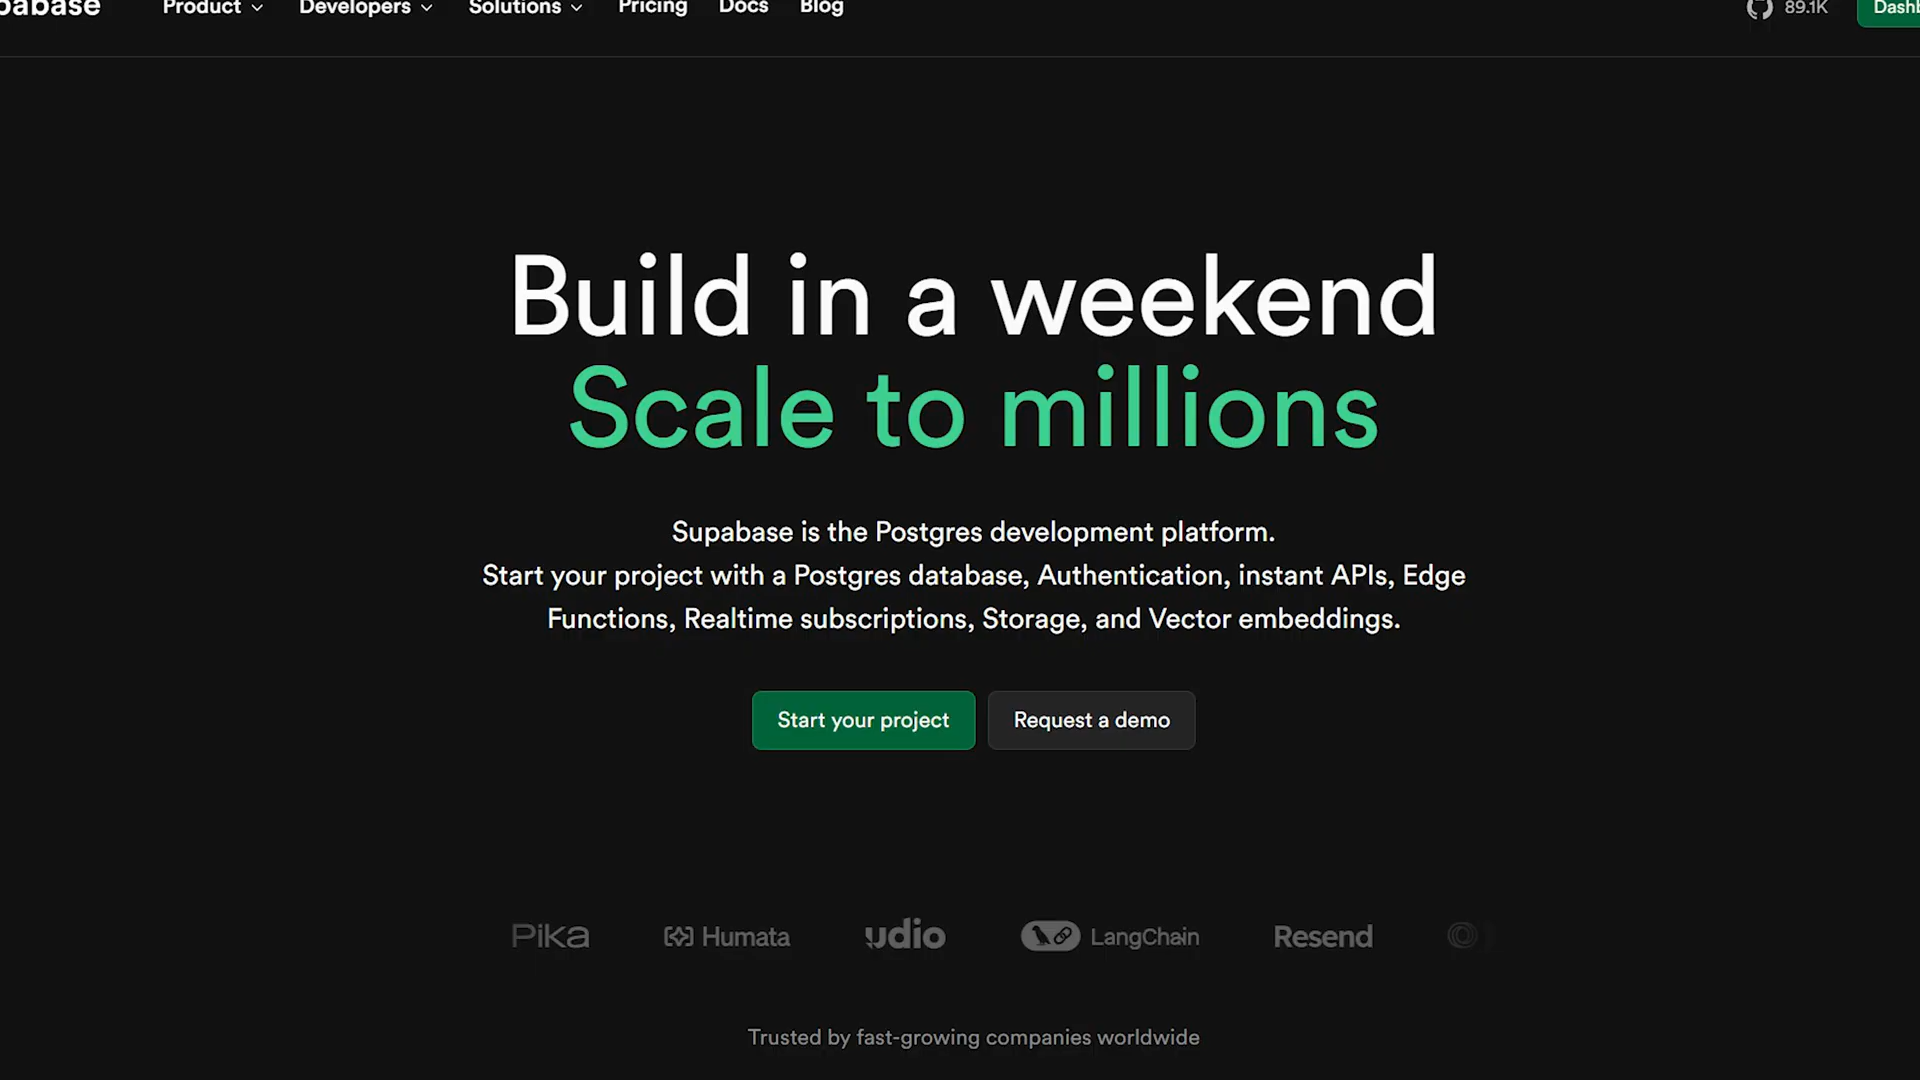 pabase Product Developers Solutions Pricing Docs Blog 89.1K Dashb
Build in a weekend
Scale to millions
Supabase is the Postgres development platform.
Start your project with a Postgres database, Authentication, instant APIs, Edge
Functions, Realtime subscriptions, Storage, and Vector embeddings.
Start your project Request a demo
Pika Humata udio LangChain Resend
Trusted by fast-growing companies worldwide